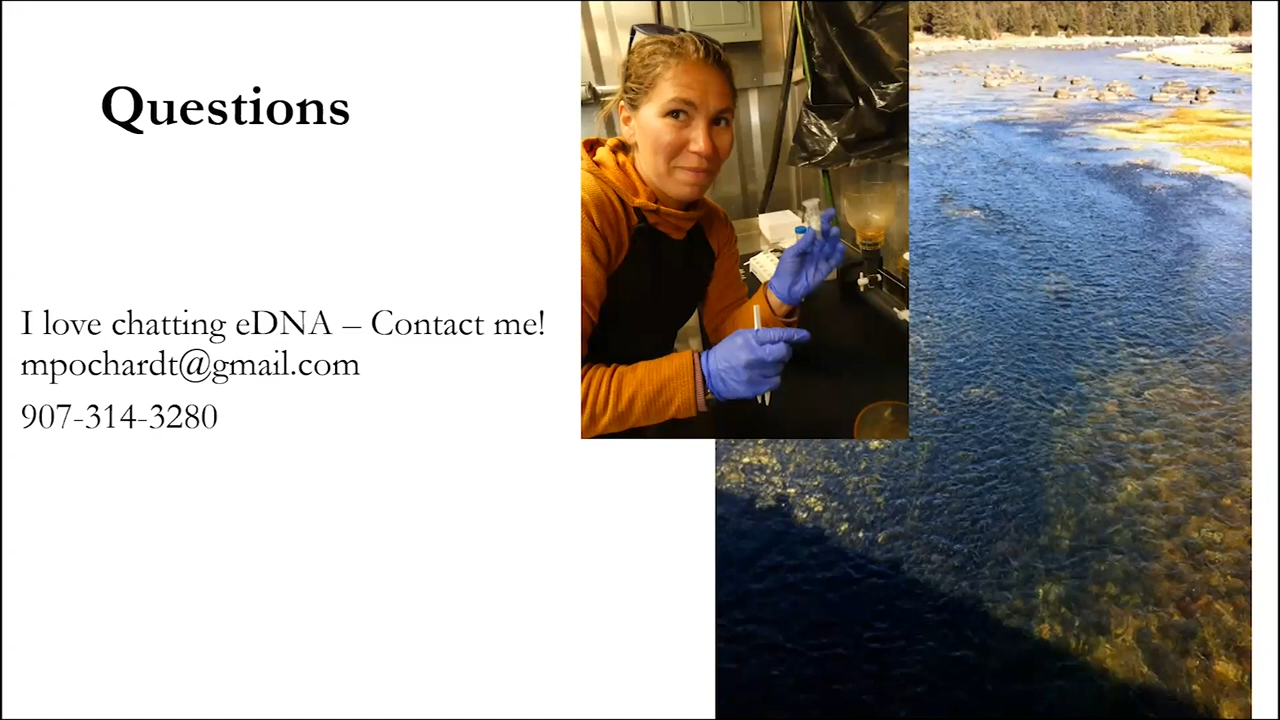 Questions
I love chatting eDNA – Contact me!
mpochardt@gmail.com
907-314-3280